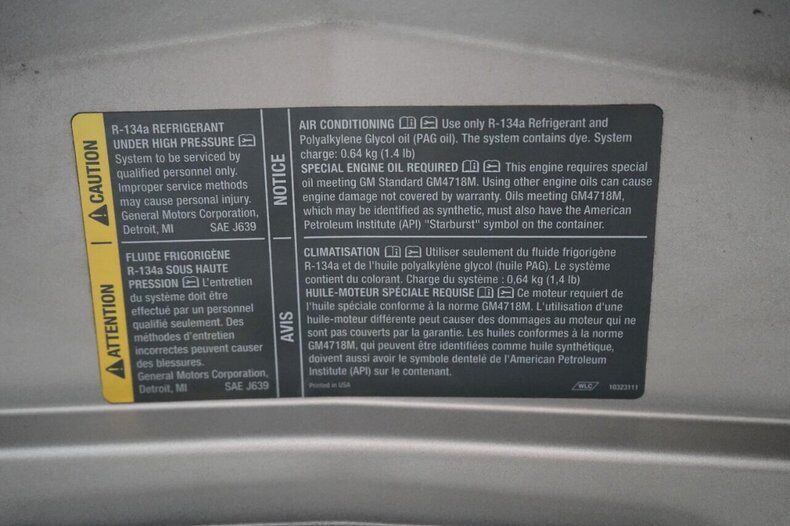 CAUTION
R-134a REFRIGERANT
UNDER HIGH PRESSURE
System to be serviced by
qualified personnel only.
Improper service methods
may cause personal injury.
General Motors Corporation,
Detroit, MI SAE J639
NOTICE
AIR CONDITIONING Use only R-134a Refrigerant and
Polyalkylene Glycol oil (PAG oil). The system contains dye. System
charge: 0.64 kg (1.4 lb)
SPECIAL ENGINE OIL REQUIRED This engine requires special
oil meeting GM Standard GM4718M. Using other engine oils can cause
engine damage not covered by warranty. Oils meeting GM4718M,
which may be identified as synthetic, must also have the American
Petroleum Institute (API) "Starburst" symbol on the container.
ATTENTION
FLUIDE FRIGORIGÈNE
R-134a SOUS HAUTE
PRESSION L'entretien
du système doit être
effectué par un personnel
qualifié seulement. Des
méthodes d'entretien
incorrectes peuvent causer
des blessures.
General Motors Corporation,
Detroit, MI SAE J639
AVIS
CLIMATISATION Utiliser seulement du fluide frigorigène
R-134a et de l'huile polyalkylène glycol (huile PAG). Le système
contient du colorant. Charge du système : 0,64 kg (1,4 lb)
HUILE-MOTEUR SPÉCIALE REQUISE Ce moteur requiert de
l'huile spéciale conforme à la norme GM4718M. L'utilisation d'une
huile-moteur différente peut causer des dommages au moteur qui ne
sont pas couverts par la garantie. Les huiles conformes à la norme
GM4718M, qui peuvent être identifiées comme huile synthétique,
doivent aussi avoir le symbole dentelé de l'American Petroleum
Institute (API) sur le contenant.
Printed in USA WLC 10323111